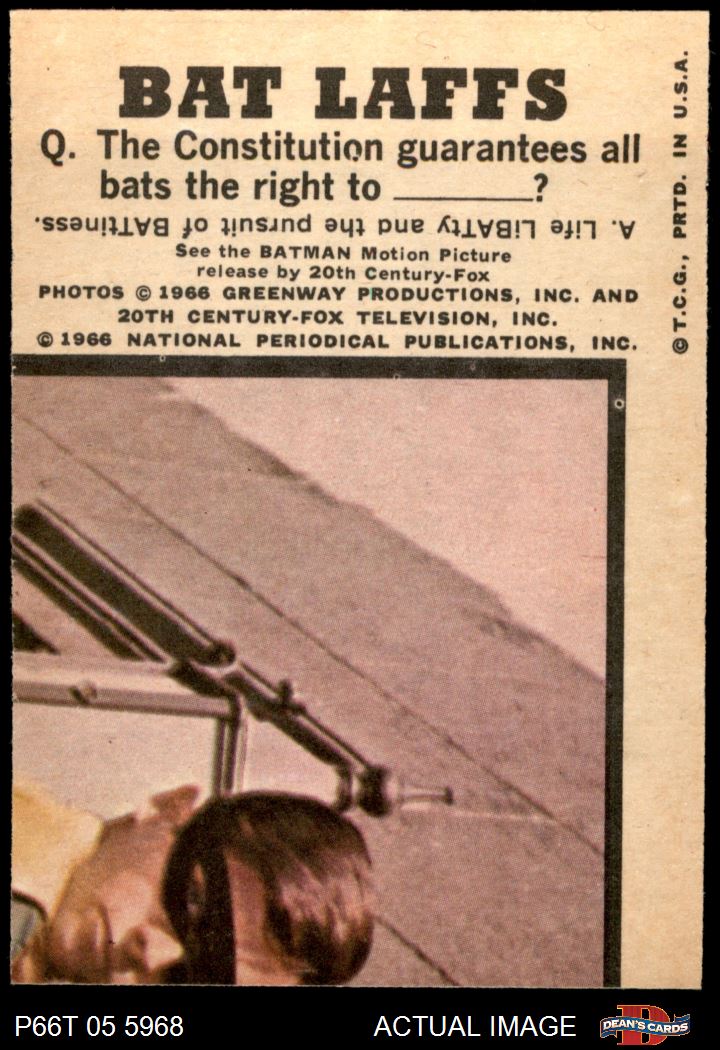 BAT LAFFS
Q. The Constitution guarantees all
bats the right to ________?
A. Life LiBATty and the pursuit of BATtiness.
See the BATMAN Motion Picture
release by 20th Century-Fox
PHOTOS © 1966 GREENWAY PRODUCTIONS, INC. AND
20TH CENTURY-FOX TELEVISION, INC.
© 1966 NATIONAL PERIODICAL PUBLICATIONS, INC.
© T.C.G., PRTD. IN U.S.A.
P66T 05 5968
ACTUAL IMAGE
D
DEAN'S CARDS